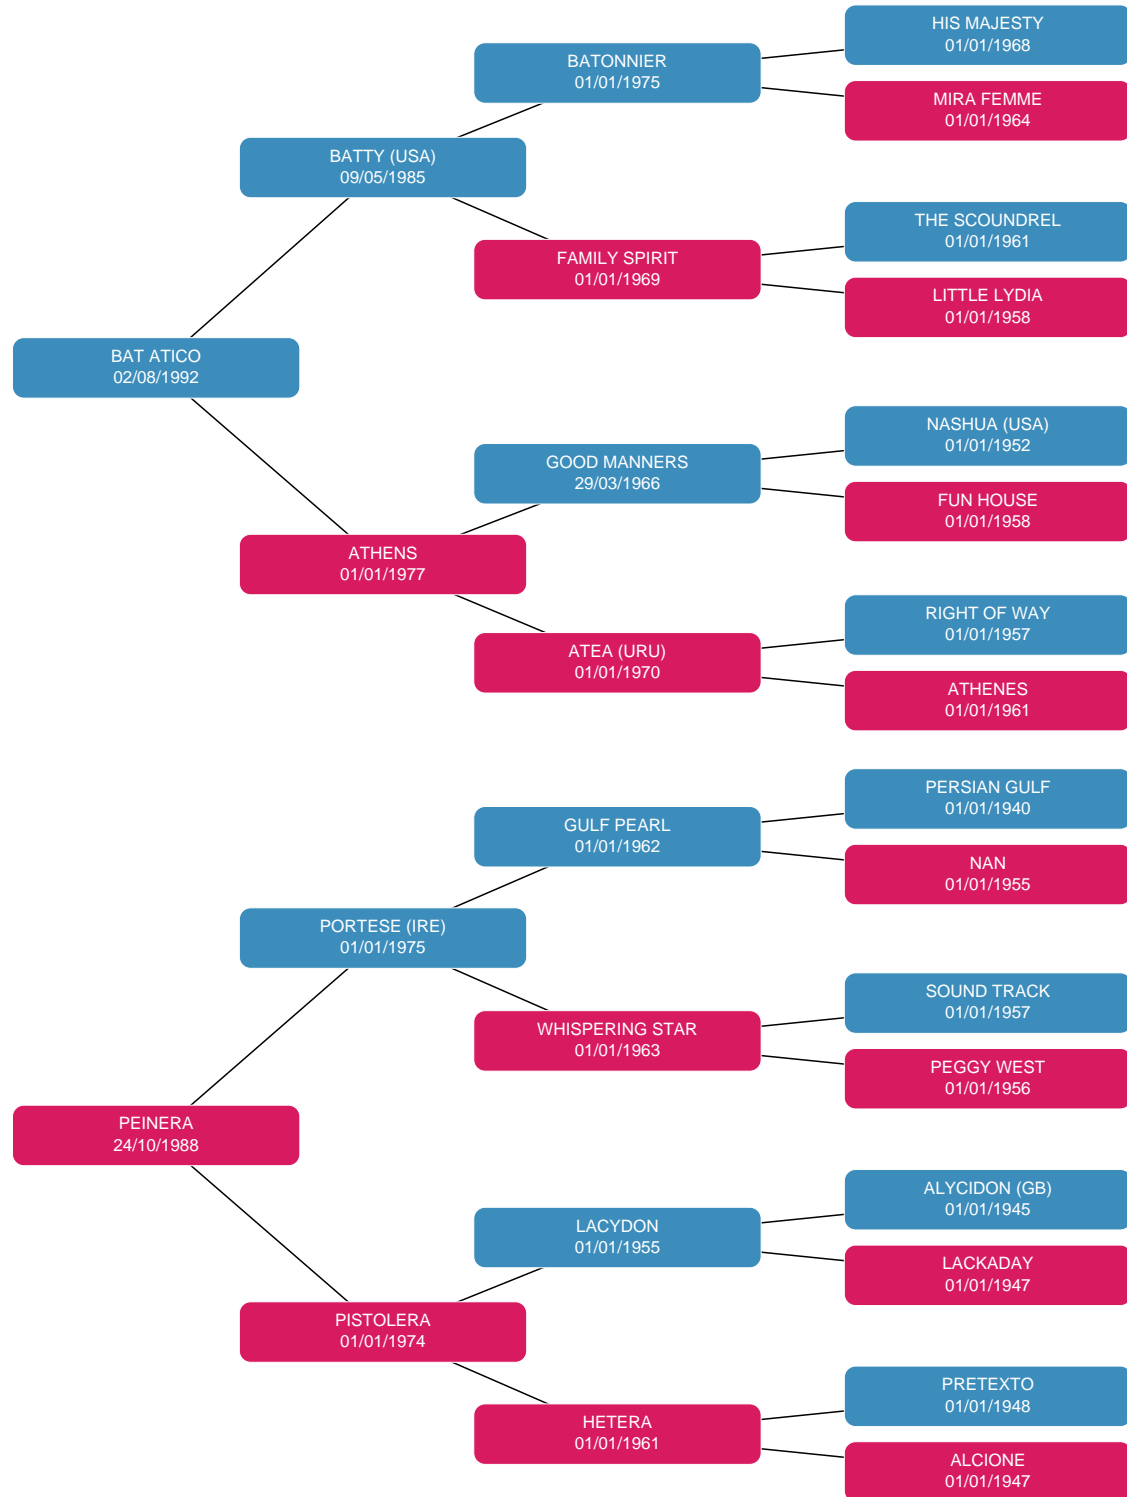 HIS MAJESTY
01/01/1968
BATONNIER
01/01/1975
MIRA FEMME
01/01/1964
BATTY (USA)
09/05/1985
THE SCOUNDREL
01/01/1961
FAMILY SPIRIT
01/01/1969
LITTLE LYDIA
01/01/1958
BAT ATICO
02/08/1992
NASHUA (USA)
01/01/1952
GOOD MANNERS
29/03/1966
FUN HOUSE
01/01/1958
ATHENS
01/01/1977
RIGHT OF WAY
01/01/1957
ATEA (URU)
01/01/1970
ATHENES
01/01/1961
PERSIAN GULF
01/01/1940
GULF PEARL
01/01/1962
NAN
01/01/1955
PORTESE (IRE)
01/01/1975
SOUND TRACK
01/01/1957
WHISPERING STAR
01/01/1963
PEGGY WEST
01/01/1956
PEINERA
24/10/1988
ALYCIDON (GB)
01/01/1945
LACYDON
01/01/1955
LACKADAY
01/01/1947
PISTOLERA
01/01/1974
PRETEXTO
01/01/1948
HETERA
01/01/1961
ALCIONE
01/01/1947